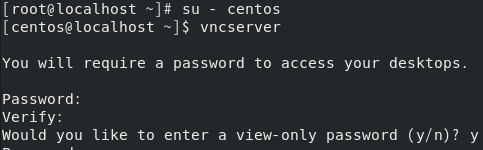 [root@localhost ~]# su - centos
[centos@localhost ~]$ vncserver
You will require a password to access your desktops.
Password:
Verify:
Would you like to enter a view-only password (y/n)? y